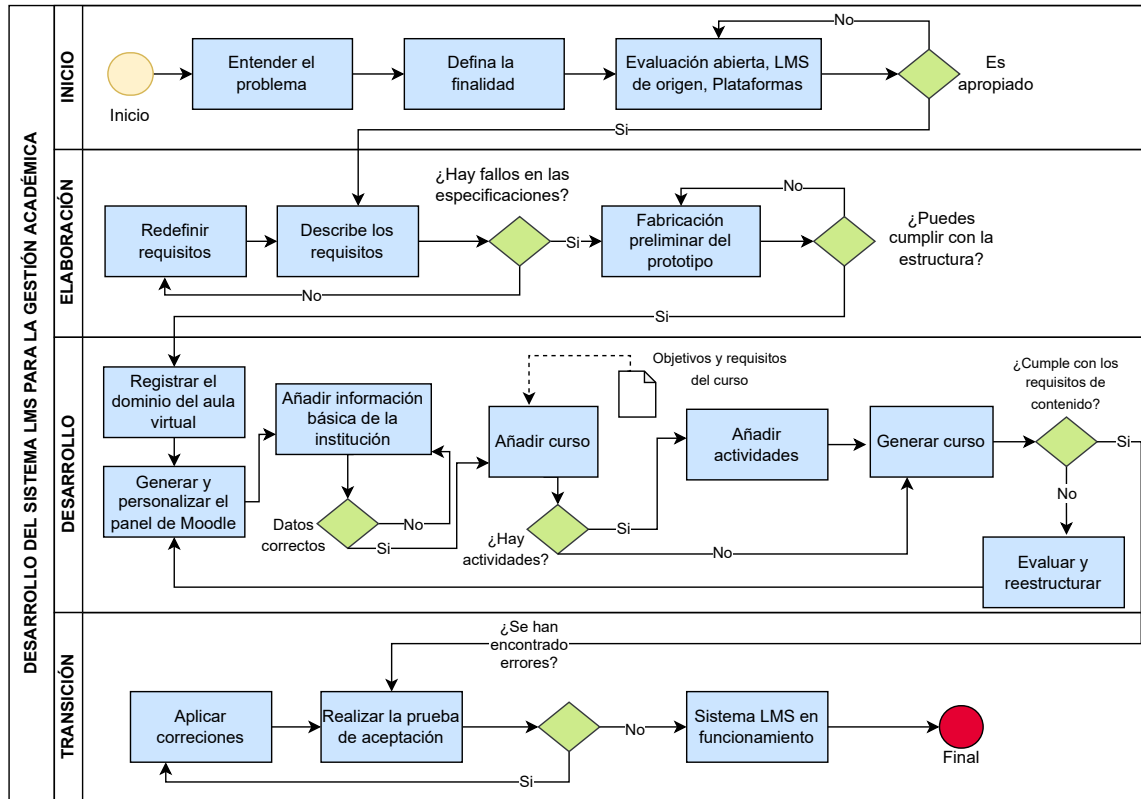 DESARROLLO DEL SISTEMA LMS PARA LA GESTIÓN ACADÉMICA
INICIO
Inicio
Entender el
problema
Defina la
finalidad
Evaluación abierta, LMS
de origen, Plataformas
No
Es
apropiado
Si
ELABORACIÓN
Redefinir
requisitos
Describe los
requisitos
¿Hay fallos en las
especificaciones?
Si
No
Fabricación
preliminar del
prototipo
No
¿Puedes
cumplir con la
estructura?
Si
DESARROLLO
Registrar el
dominio del aula
virtual
Generar y
personalizar el
panel de Moodle
Añadir información
básica de la
institución
Datos
correctos
No
Si
Añadir curso
Objetivos y requisitos
del curso
¿Hay
actividades?
Si
No
Añadir
actividades
Generar curso
¿Cumple con los
requisitos de
contenido?
Si
No
Evaluar y
reestructurar
TRANSICIÓN
Aplicar
correciones
Realizar la prueba
de aceptación
¿Se han
encontrado
errores?
No
Si
Sistema LMS en
funcionamiento
Final